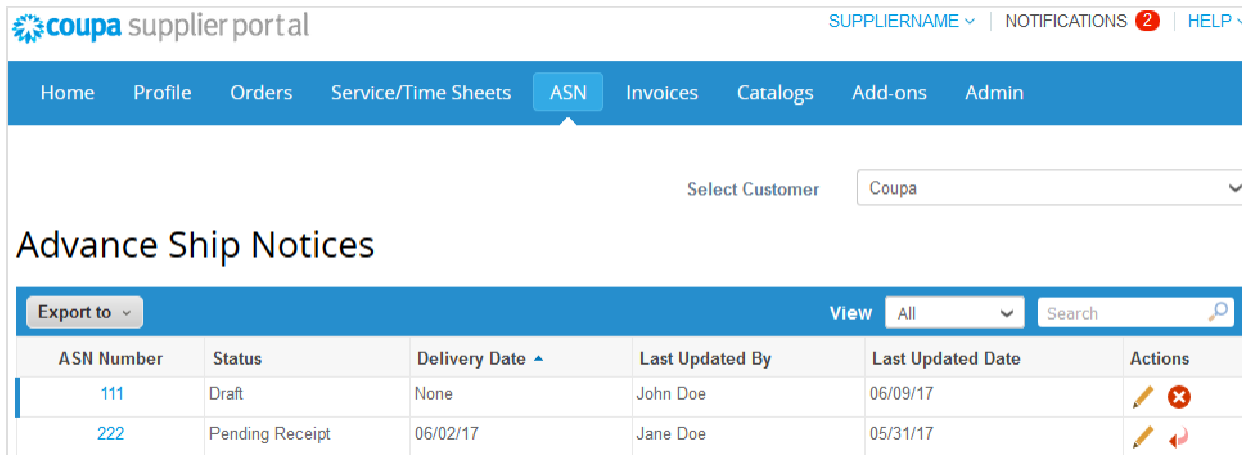 coupa supplier portal SUPPLIERNAME NOTIFICATIONS 2 HELP
Home Profile Orders Service/Time Sheets ASN Invoices Catalogs Add-ons Admin
Select Customer Coupa
Advance Ship Notices
Export to View All Search
ASN Number Status Delivery Date Last Updated By Last Updated Date Actions
111 Draft None John Doe 06/09/17
222 Pending Receipt 06/02/17 Jane Doe 05/31/17